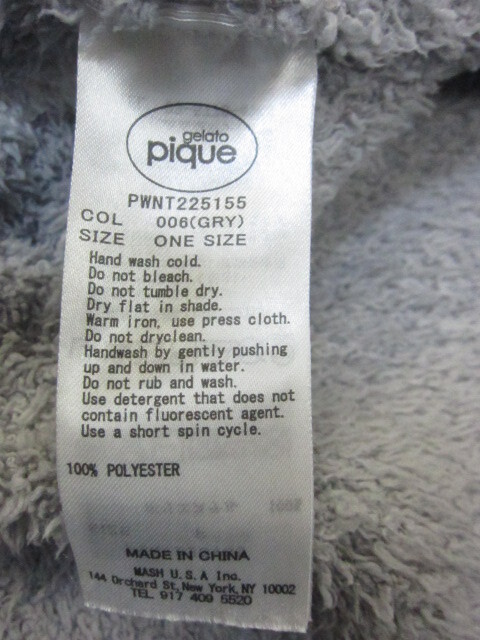 gelato
pique
PWNT225155
COL 006(GRY)
SIZE ONE SIZE
Hand wash cold.
Do not bleach.
Do not tumble dry.
Dry flat in shade.
Warm iron, use press cloth.
Do not dryclean.
Handwash by gently pushing
up and down in water.
Do not rub and wash.
Use detergent that does not
contain fluorescent agent.
Use a short spin cycle.
100% POLYESTER
MADE IN CHINA
MASH U.S.A Inc.
144 Orchard St,New York,NY 10002
TEL 917 409 5520